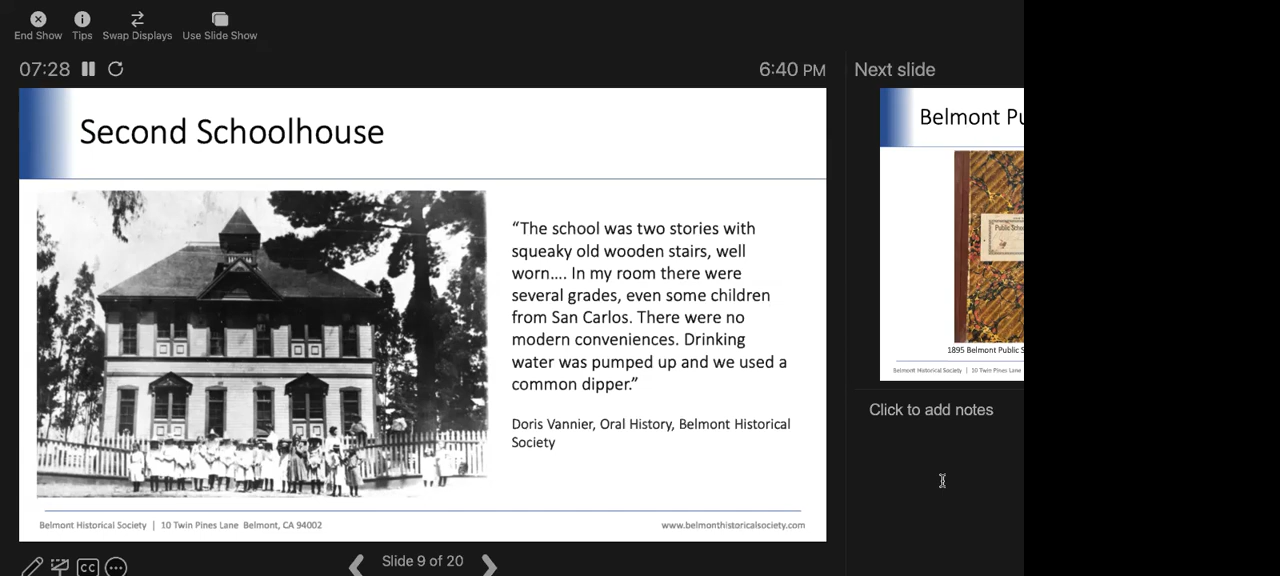 End Show Tips Swap Displays Use Slide Show
07:28
6:40 PM
Next slide
Second Schoolhouse
“The school was two stories with
squeaky old wooden stairs, well
worn…. In my room there were
several grades, even some children
from San Carlos. There were no
modern conveniences. Drinking
water was pumped up and we used a
common dipper.”
Doris Vannier, Oral History, Belmont Historical
Society
Belmont Historical Society | 10 Twin Pines Lane Belmont, CA 94002
www.belmonthistoricalsociety.com
Slide 9 of 20
CC
Belmont Pu
Public Scho
1895 Belmont Public S
Belmont Historical Society | 10 Twin Pines Lane
Click to add notes